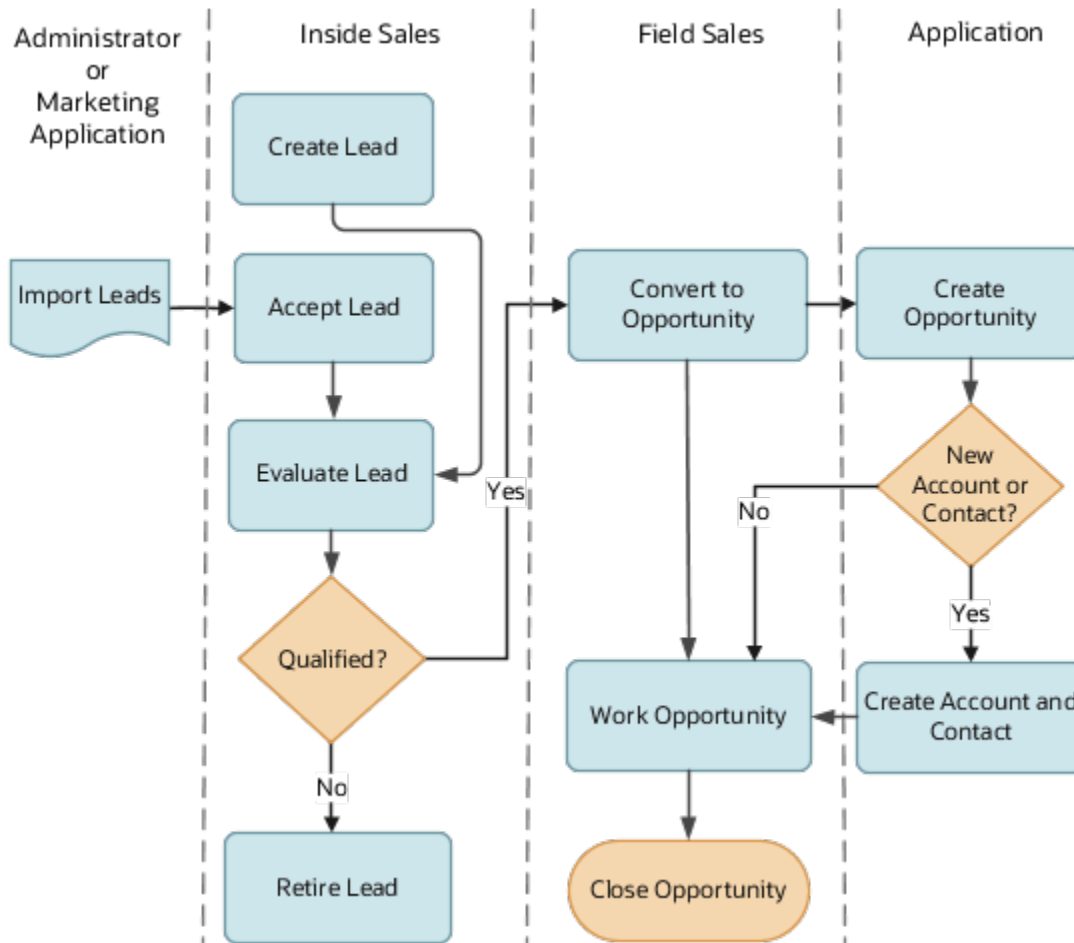 Administrator
or
Marketing
Application
Inside Sales
Field Sales
Application
Create Lead
Import Leads
Accept Lead
Convert to
Opportunity
Create
Opportunity
Evaluate Lead
Yes
New
Account or
Contact?
No
Yes
Qualified?
Work Opportunity
Create Account and
Contact
No
Retire Lead
Close Opportunity